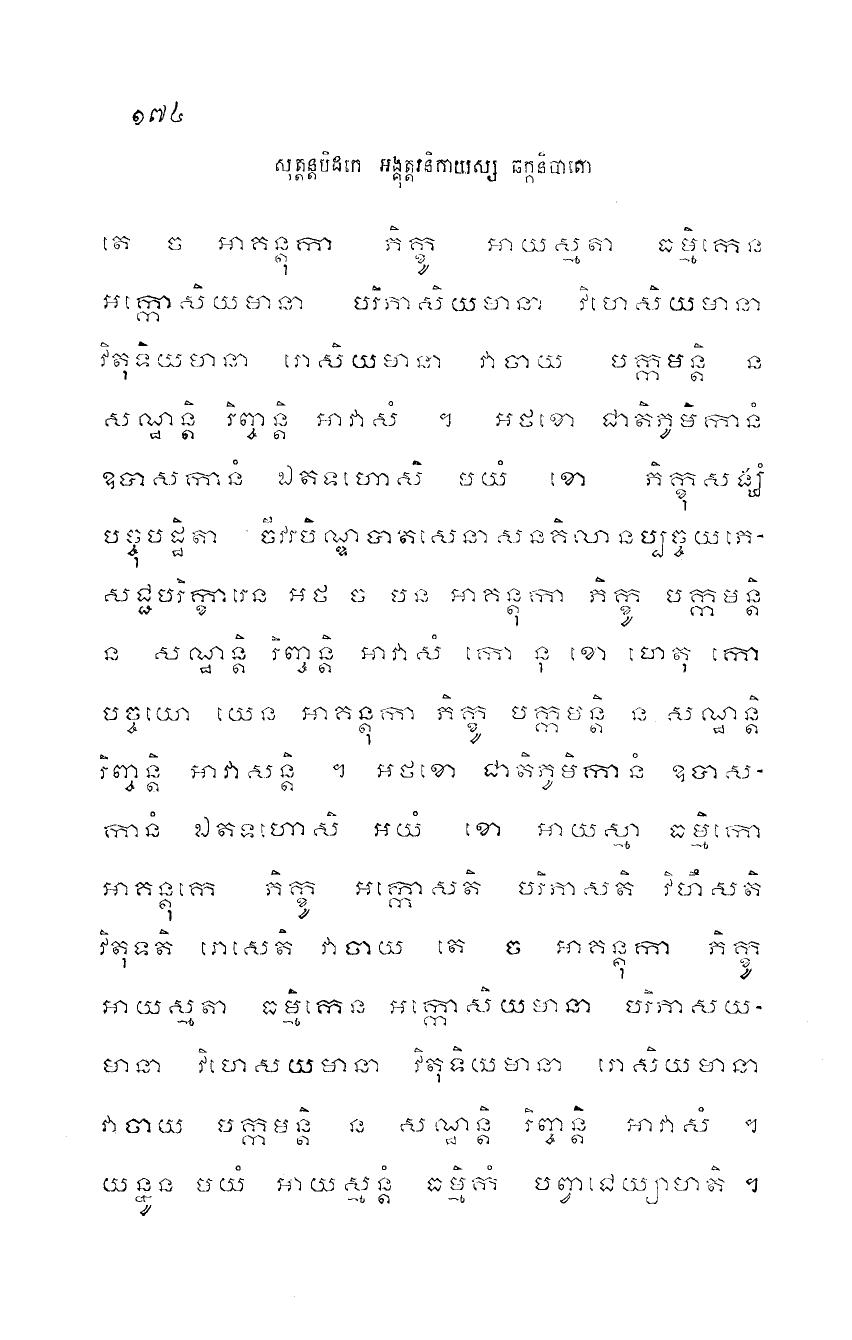 ១៧៤
សុត្តន្តបិដកេ អង្គុត្តរនិកាយស្ស ឆក្កនិបាតោ
តេ ច អាគន្តុកា ភិក្ខូ អាយស្មតា ធម្មិកេន
អក្កោសិយមានា បរិភាសិយមានា វិហេសិយមានា
វិតុទិយមានា រោសិយមានា វាចាយ បក្កមន្តិ ន
សណ្ឋន្តិ រិញ្ចន្តិ អាវាសំ ។ អថខោ ជាតិភូមិកានំ
ឧបាសកានំ ឯតទហោសិ មយំ ខោ ភិក្ខុសង្ឃំ
បច្ចុបដ្ឋិតា ចីវរបិណ្ឌបាតសេនាសនគិលានប្បច្ចយភេ-
សជ្ជបរិក្ខារេន អថ ច បន អាគន្តុកា ភិក្ខូ បក្កមន្តិ
ន សណ្ឋន្តិ រិញ្ចន្តិ អាវាសំ កោ នុ ខោ ហេតុ កោ
បច្ចយោ យេន អាគន្តុកា ភិក្ខូ បក្កមន្តិ ន សណ្ឋន្តិ
រិញ្ចន្តិ អាវាសន្តិ ។ អថខោ ជាតិភូមិកានំ ឧបាស-
កានំ ឯតទហោសិ អយំ ខោ អាយស្មា ធម្មិកោ
អាគន្តុកេ ភិក្ខូ អក្កោសតិ បរិភាសតិ វិហឹសតិ
វិតុទតិ រោសេតិ វាចាយ តេ ច អាគន្តុកា ភិក្ខូ
អាយស្មតា ធម្មិកេន អក្កោសិយមានា បរិភាសយ-
មានា វិហេសយមានា វិតុទិយមានា រោសិយមានា
វាចាយ បក្កមន្តិ ន សណ្ឋន្តិ រិញ្ចន្តិ អាវាសំ ។
យន្នូន មយំ អាយស្មន្តំ ធម្មិកំ បព្វាជេយ្យាមាតិ ។